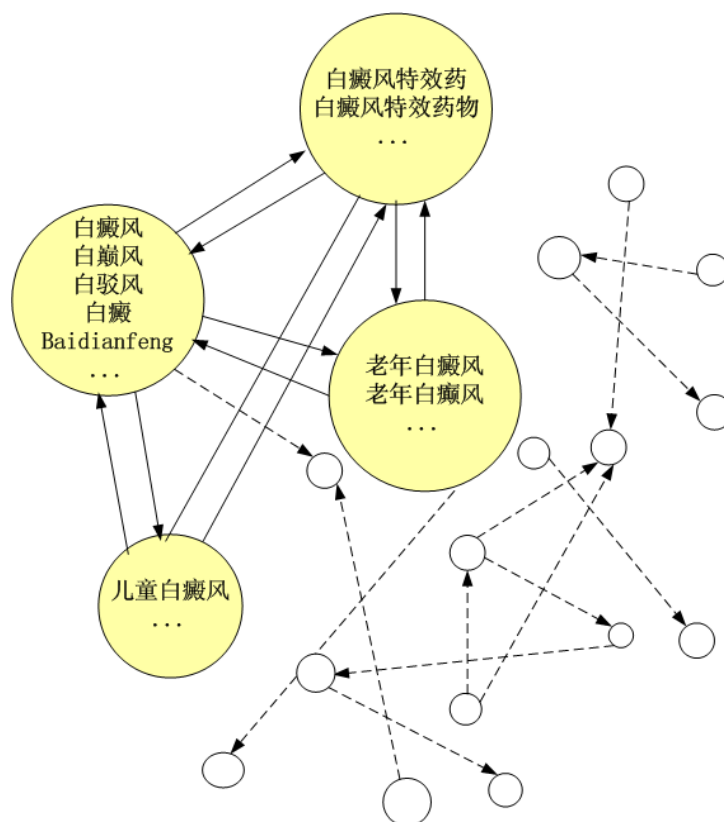 白癜风特效药
白癜风特效药物
...
白癜风
白巅风
白驳风
白癜
Baidianfeng
...
老年白癜风
老年白癫风
...
儿童白癜风
...